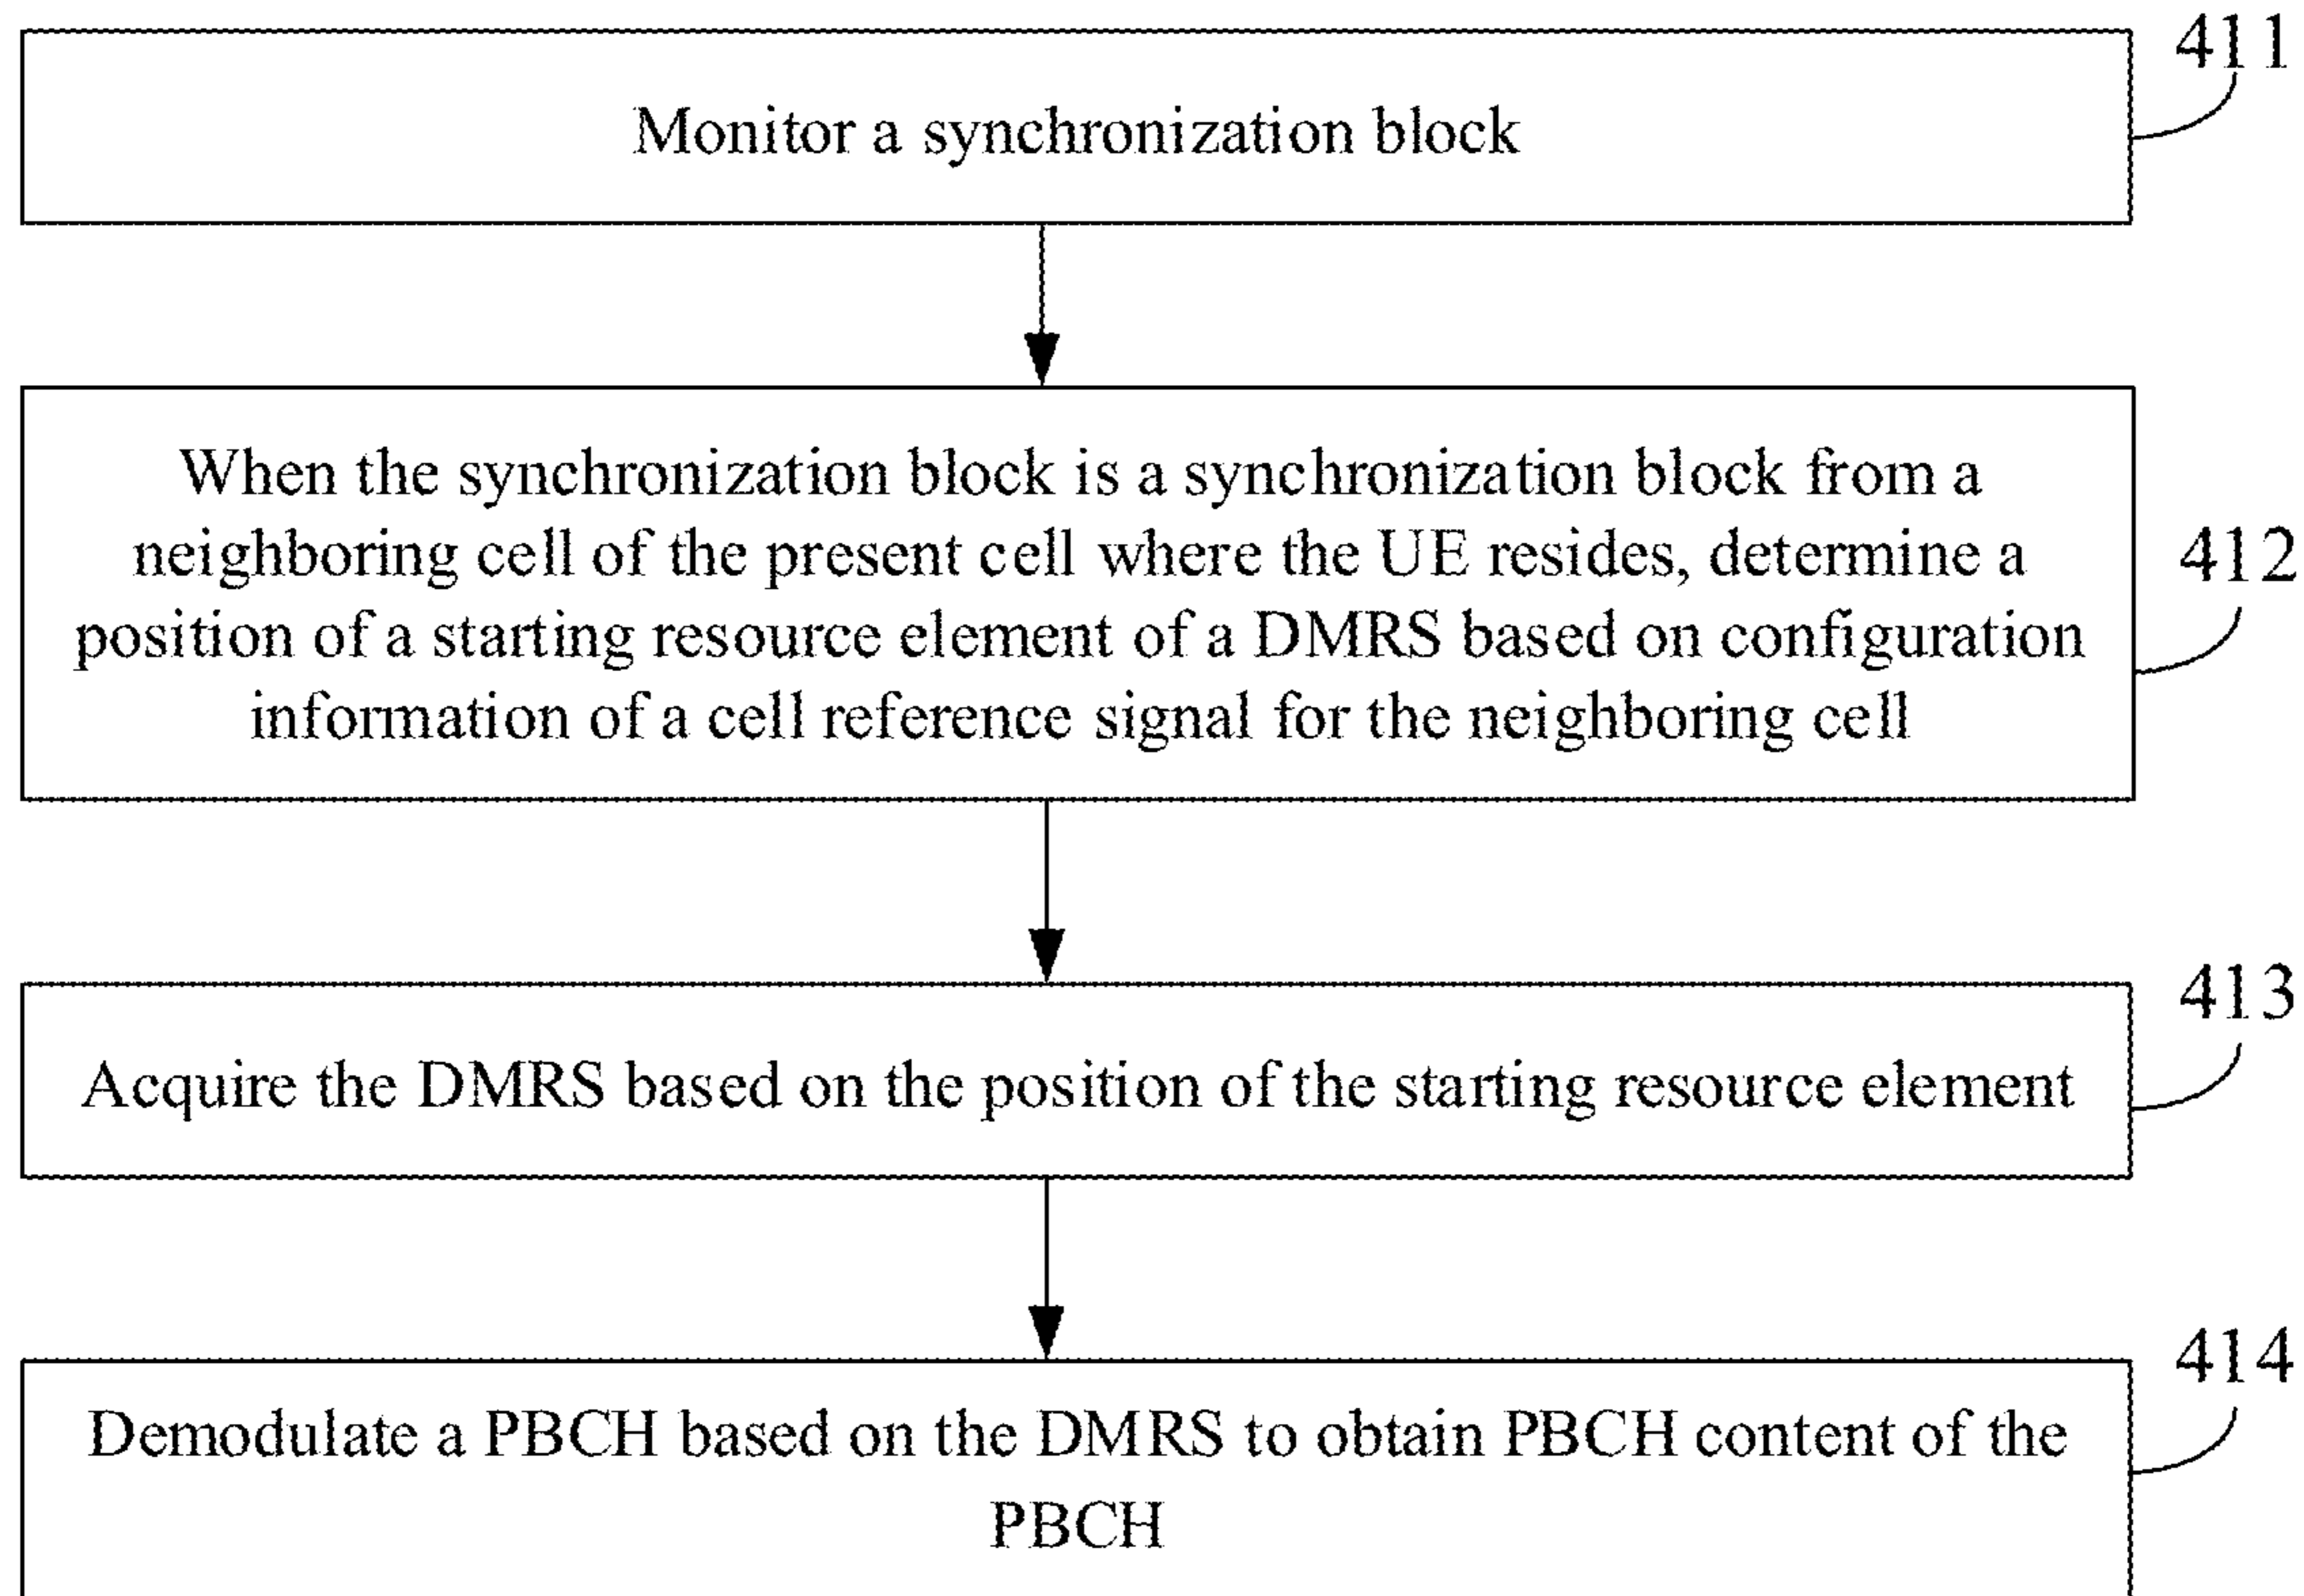 411
Monitor a synchronization block
When the synchronization block is a synchronization block from a
neighboring cell of the present cell where the UE resides, determine a
412
position of a starting resource element of a DMRS based on configuration
information of a cell reference signal for the neighboring cell
413
Acquire the DMRS based on the position of the starting resource element
414
Demodulate a PBCH based on the DMRS to obtain PBCH content of the
PBCH